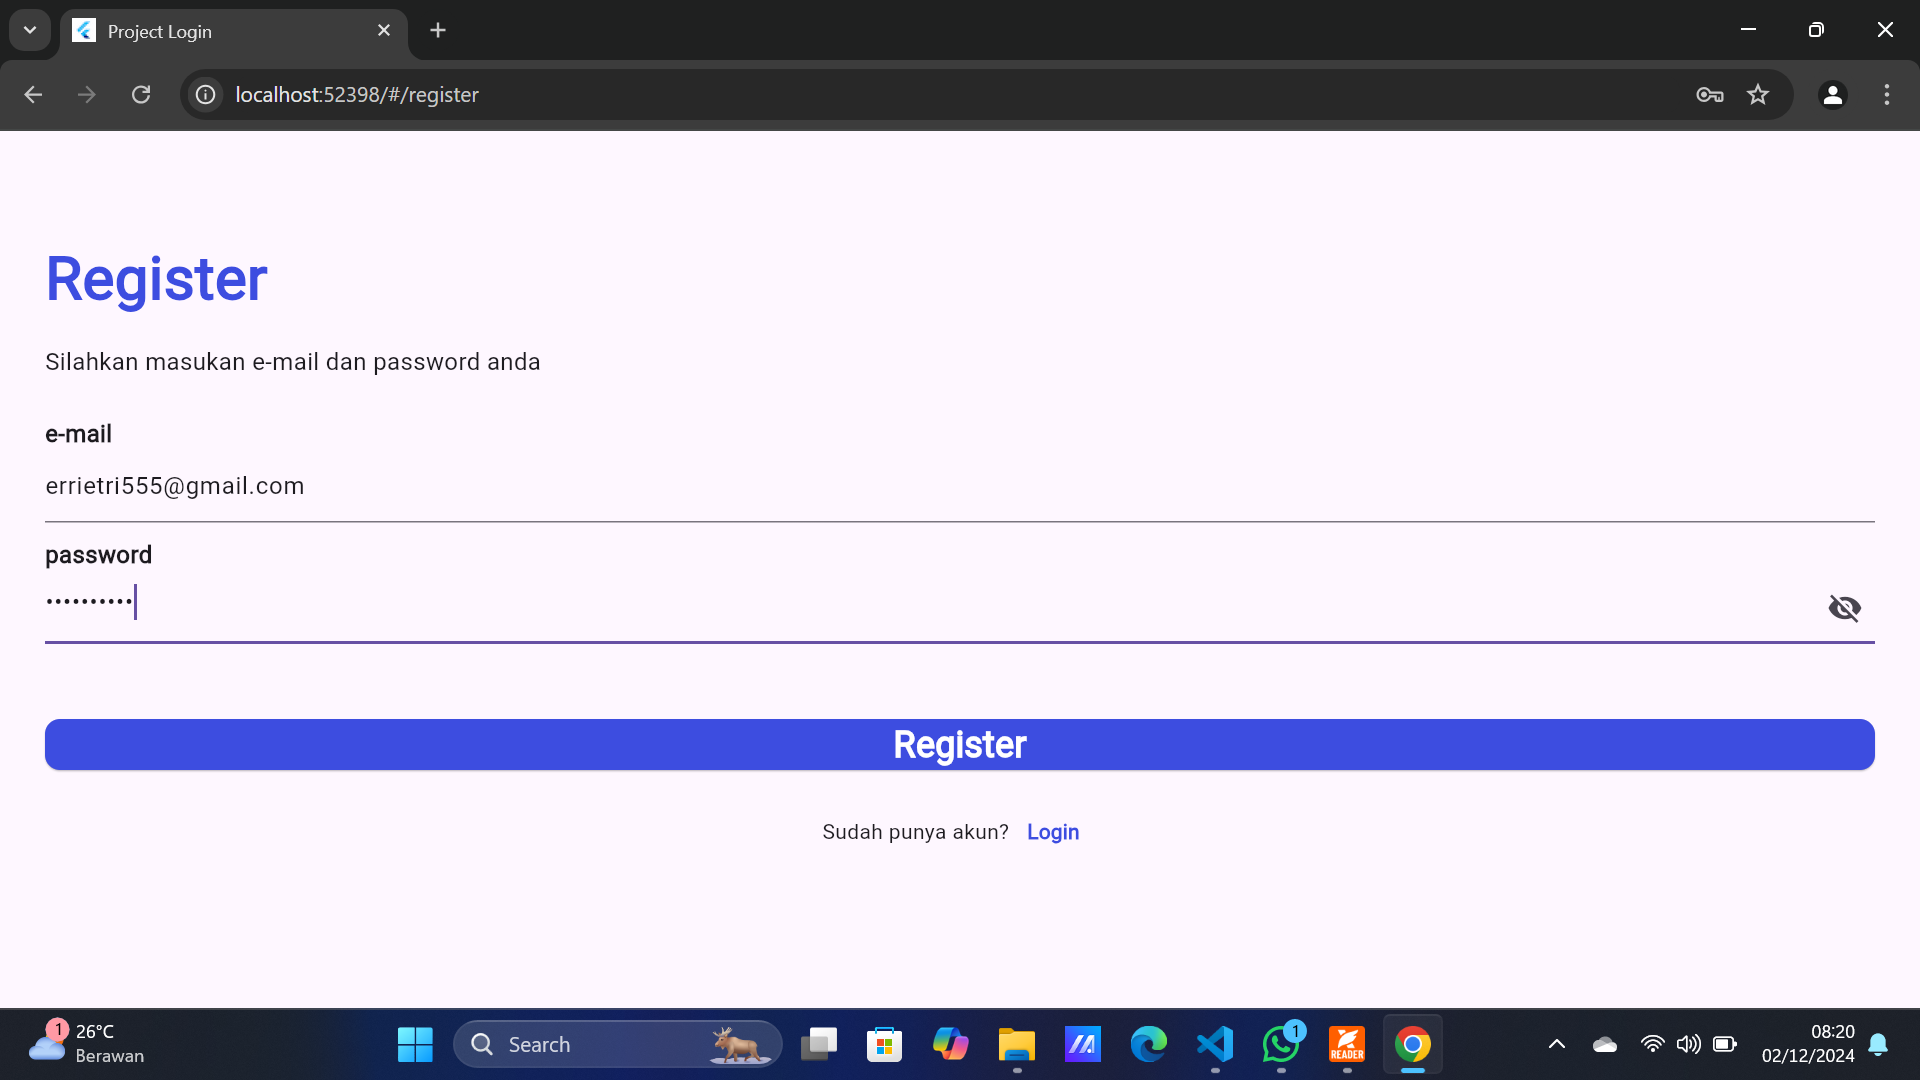 Project Login
localhost:52398/#/register
Register
Silahkan masukan e-mail dan password anda
e-mail
errietri555@gmail.com
password
••••••••••
Register
Sudah punya akun? Login
1
26°C
Berawan
Search
1
READER
08:20
02/12/2024